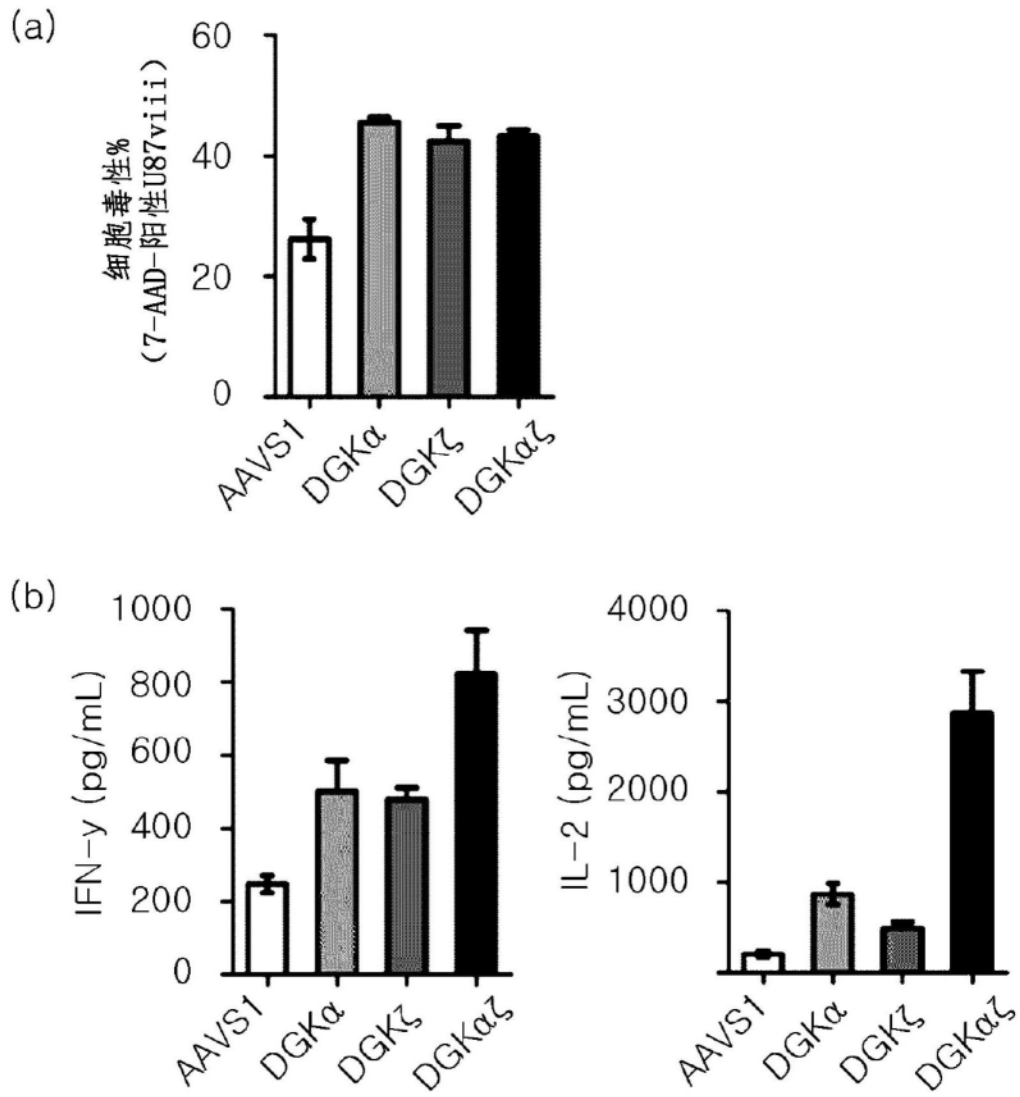 (a)
细胞毒性%
(7-AAD-阳性U87viii)
60
40
20
0
AAVS1
DGKα
DGKζ
DGKαζ
(b)
IFN-y (pg/mL)
1000
800
600
400
200
0
AAVS1
DGKα
DGKζ
DGKαζ
IL-2 (pg/mL)
4000
3000
2000
1000
AAVS1
DGKα
DGKζ
DGKαζ